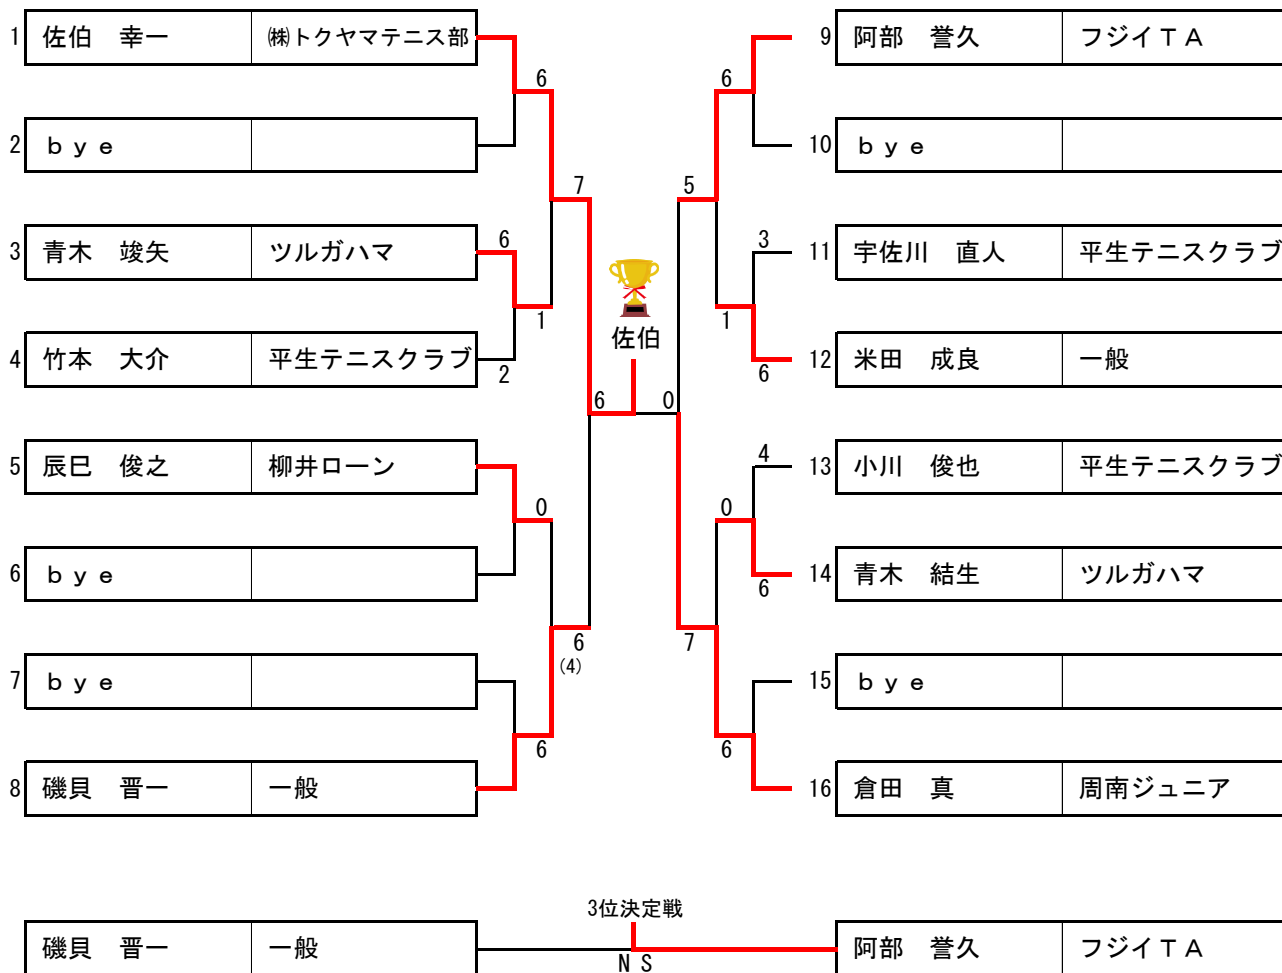 1 佐伯　幸一 ㈱トクヤマテニス部
2 ｂｙｅ
3 青木　竣矢 ツルガハマ
4 竹本　大介 平生テニスクラブ
5 辰巳　俊之 柳井ローン
6 ｂｙｅ
7 ｂｙｅ
8 磯貝　晋一 一般
6
7
6
1
2
0
6
(4)
6
佐伯
6 0
9 阿部　誉久 フジイＴＡ
10 ｂｙｅ
11 宇佐川　直人 平生テニスクラブ
12 米田　成良 一般
13 小川　俊也 平生テニスクラブ
14 青木　結生 ツルガハマ
15 ｂｙｅ
16 倉田　真 周南ジュニア
6
5
3
1
6
4
0
6
7
6
3位決定戦
磯貝　晋一 一般 ＮＳ 阿部　誉久 フジイＴＡ